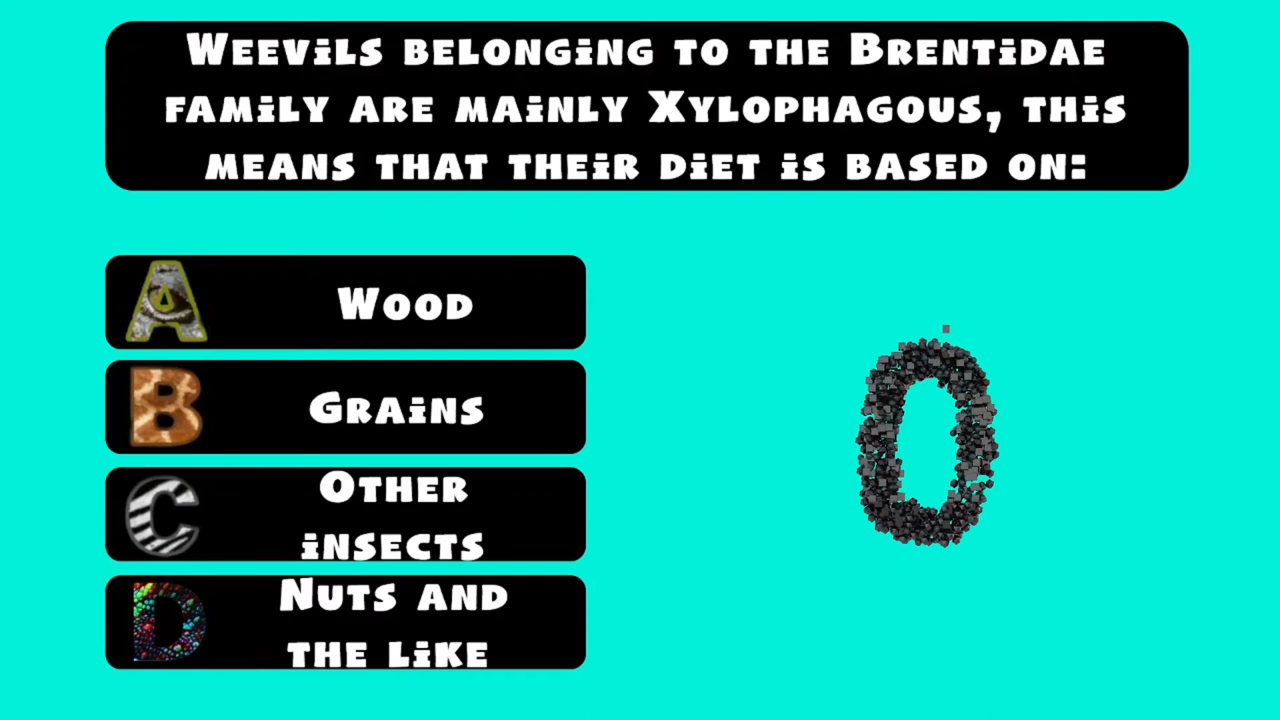 Weevils belonging to the Brentidae
family are mainly Xylophagous, this
means that their diet is based on:
A Wood
B Grains
C Other
insects
D Nuts and
the like
0